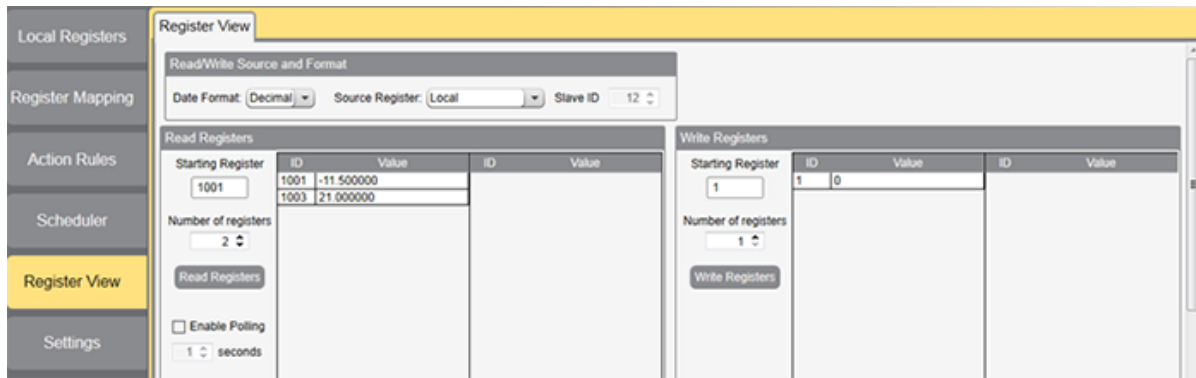 Local Registers
Register Mapping
Action Rules
Scheduler
Register View
Settings
Register View
Read/Write Source and Format
Date Format: Decimal Source Register: Local Slave ID 12
Read Registers
Starting Register
1001
Number of registers
2
Read Registers
Enable Polling
1 seconds
ID Value ID Value
1001 -11.500000
1003 21.000000
Write Registers
Starting Register
1
Number of registers
1
Write Registers
ID Value ID Value
1 0